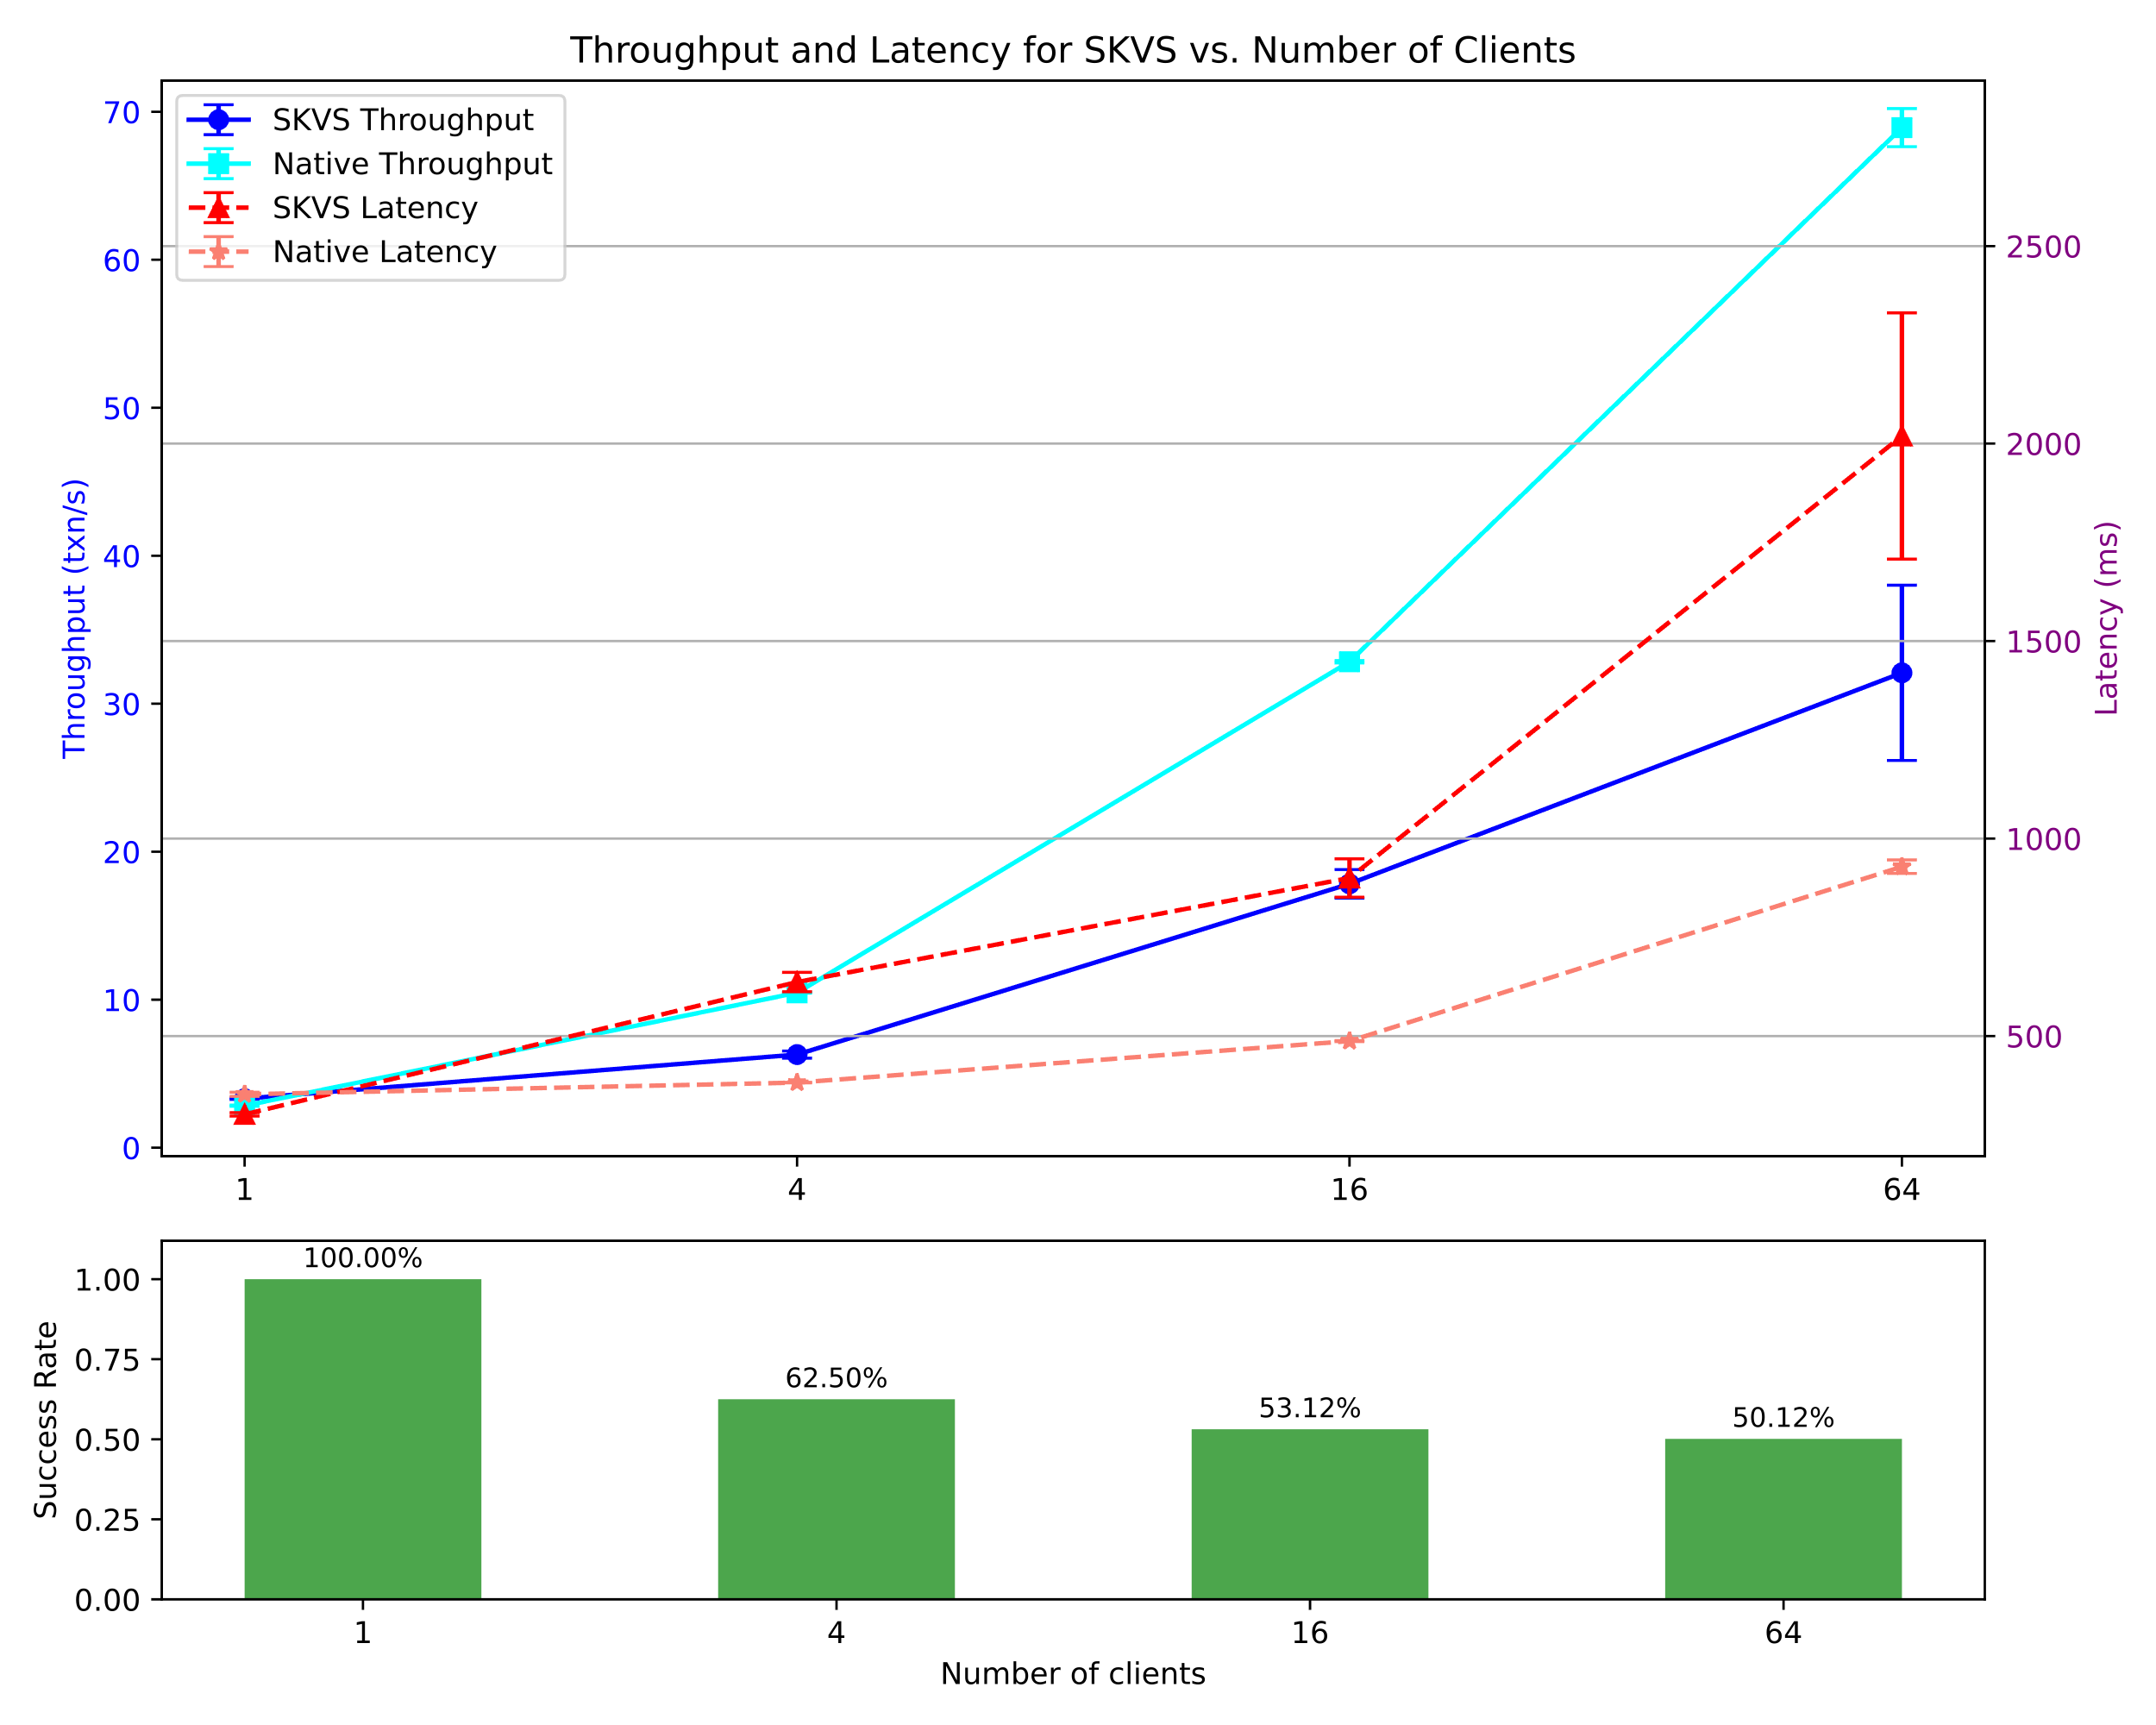 Throughput and Latency for SKVS vs. Number of Clients
SKVS Throughput
Native Throughput
SKVS Latency
Native Latency
Throughput (txn/s)
70
60
50
40
30
20
10
0
2500
2000
1500
1000
500
Latency (ms)
1 4 16 64
Success Rate
1.00
0.75
0.50
0.25
0.00
100.00%
62.50%
53.12%
50.12%
1 4 16 64
Number of clients